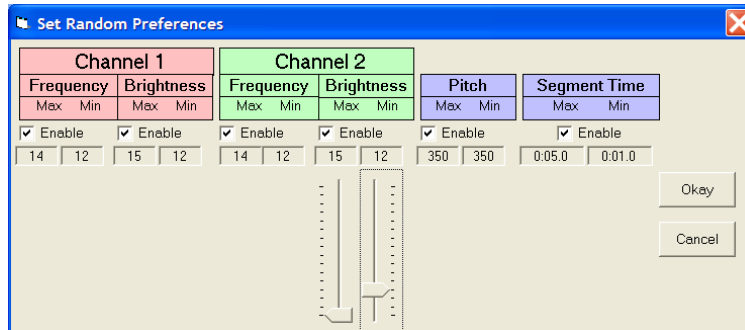 Set Random Preferences
Channel 1 Channel 2
Frequency Brightness Frequency Brightness Pitch Segment Time
Max Min Max Min Max Min Max Min Max Min Max Min
Enable Enable Enable Enable Enable Enable
14 12 15 12 14 12 15 12 350 350 0:05.0 0:01.0
Okay
Cancel